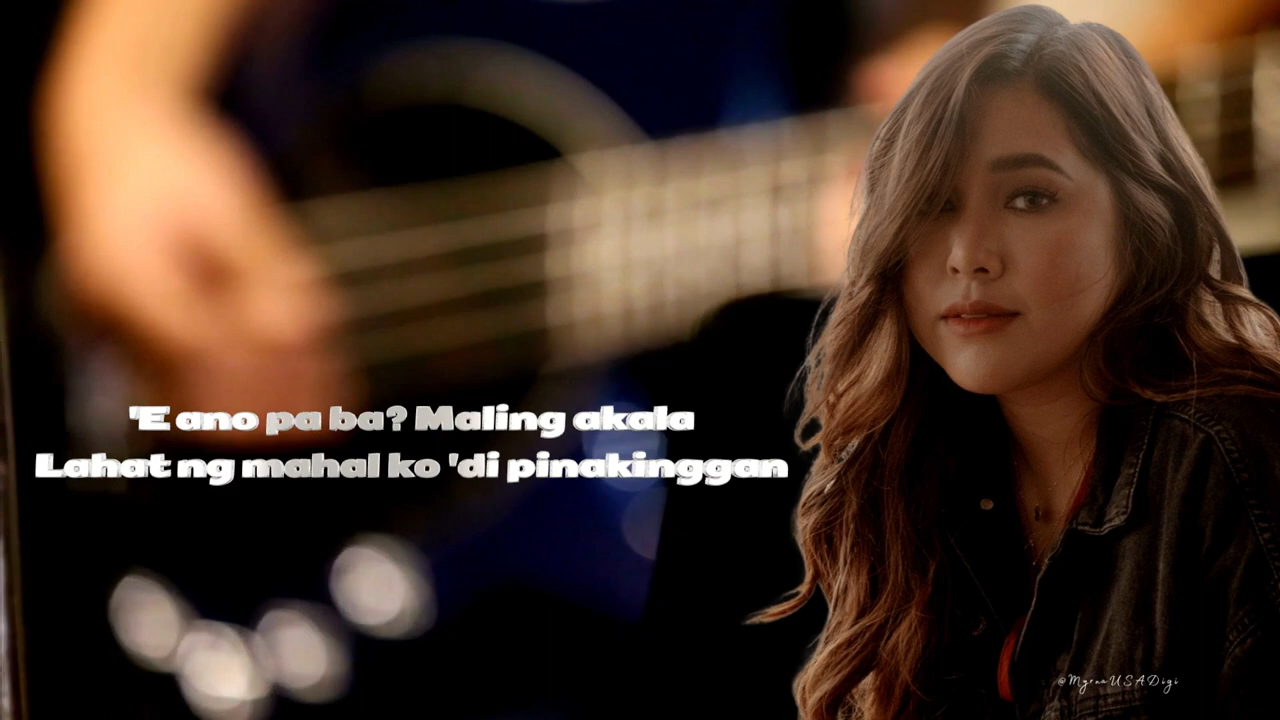 'E ano pa ba? Maling akala
Lahat ng mahal ko 'di pinakinggan
@MyrnaUSADigi